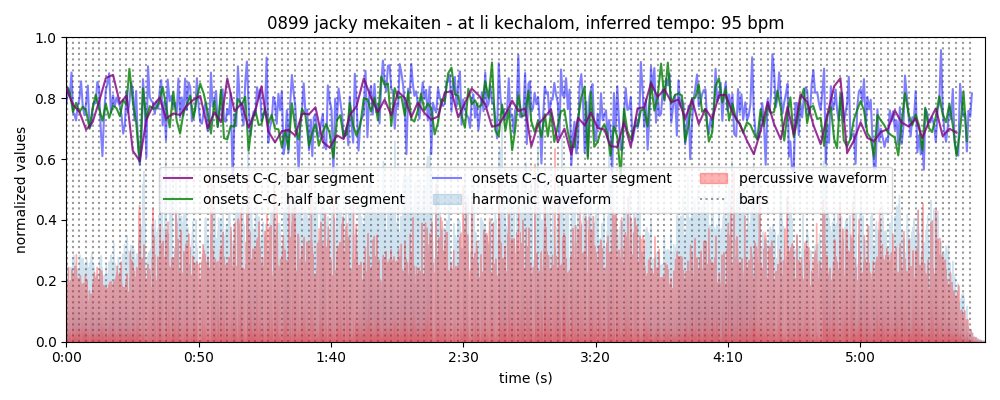 0899 jacky mekaiten - at li kechalom, inferred tempo: 95 bpm
1.0
0.8
0.6
0.4
0.2
0.0
normalized values
onsets C-C, bar segment
onsets C-C, half bar segment
onsets C-C, quarter segment
harmonic waveform
percussive waveform
bars
0:00
0:50
1:40
2:30
3:20
4:10
5:00
time (s)